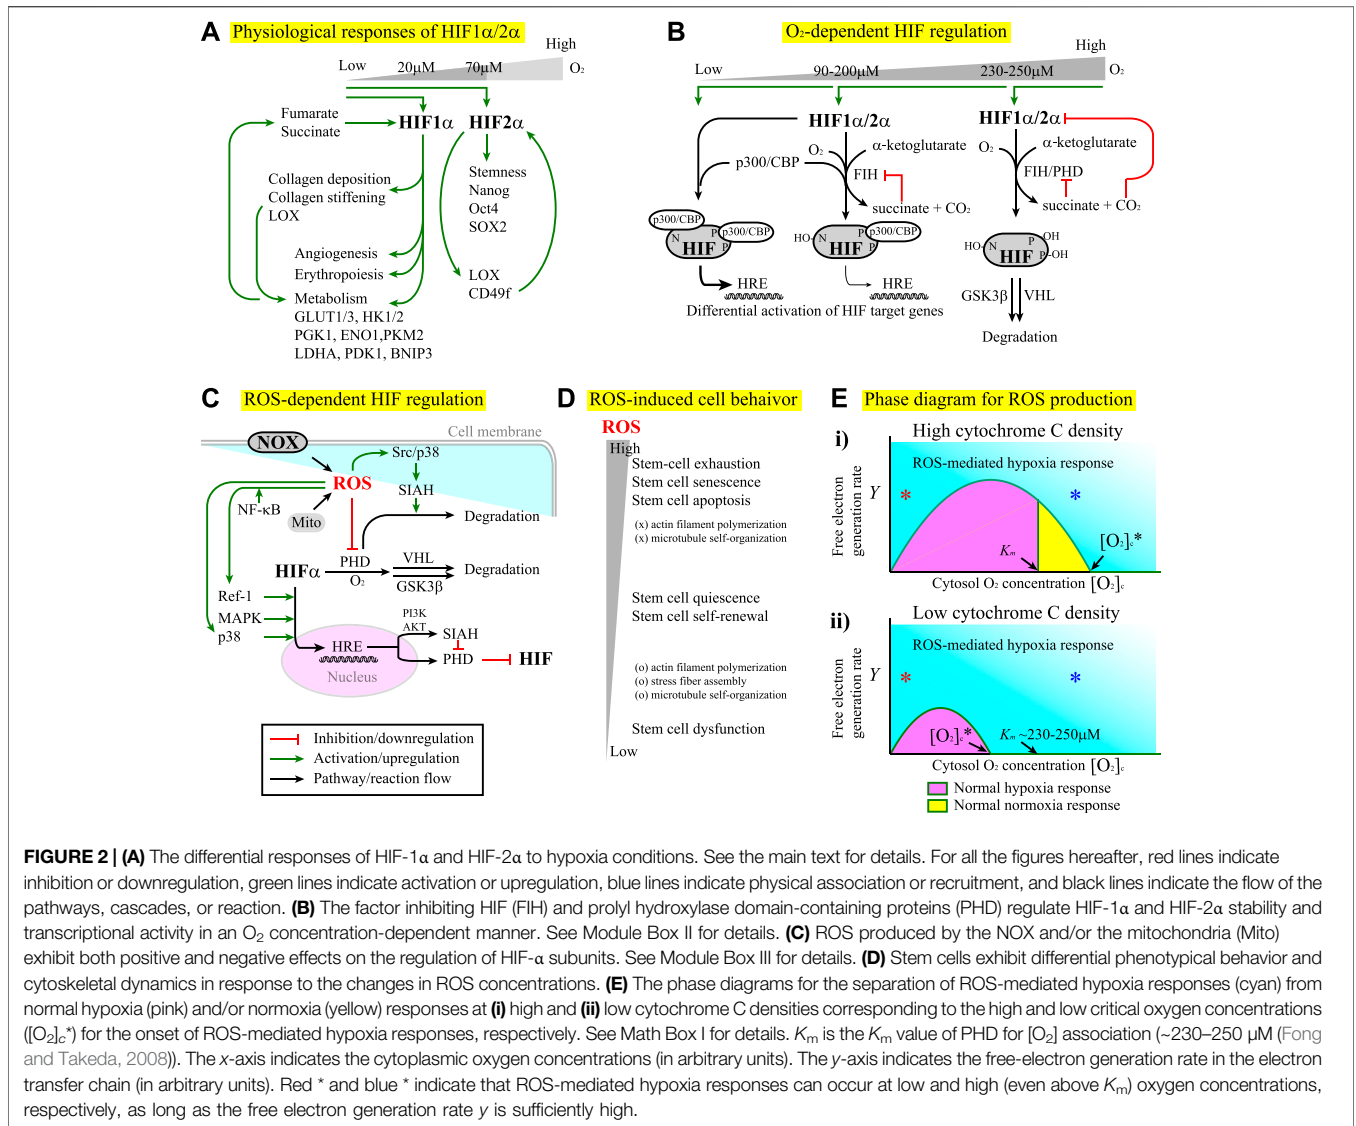 A Physiological responses of HIF1α/2α
High
Low 20µM 70µM O₂
Fumarate
Succinate
HIF1α HIF2α
Collagen deposition
Collagen stiffening
LOX
Stemness
Nanog
Oct4
SOX2
Angiogenesis
Erythropoiesis
LOX
CD49f
Metabolism
GLUT1/3, HK1/2
PGK1, ENO1,PKM2
LDHA, PDK1, BNIP3
B O₂-dependent HIF regulation
High
Low 90-200µM 230-250µM O₂
HIF1α/2α HIF1α/2α
O₂ α-ketoglutarate O₂ α-ketoglutarate
p300/CBP FIH FIH/PHD
succinate + CO₂ succinate + CO₂
p300/CBP
N P p300/CBP HO- N P p300/CBP HO- N P -OH
HIF P HIF P HIF P -OH
HRE HRE GSK3β VHL
Differential activation of HIF target genes
Degradation
C ROS-dependent HIF regulation
Cell membrane
NOX
Src/p38
ROS
SIAH
NF-κB
Mito
Degradation
PHD
O₂
VHL
GSK3β
HIFα
Degradation
Ref-1
MAPK
p38
PI3K
AKT
SIAH
HRE
PHD HIF
Nucleus
Inhibition/downregulation
Activation/upregulation
Pathway/reaction flow
D ROS-induced cell behaivor
ROS
High
Stem-cell exhaustion
Stem cell senescence
Stem cell apoptosis
(x) actin filament polymerization
(x) microtubule self-organization
Stem cell quiescence
Stem cell self-renewal
(o) actin filament polymerization
(o) stress fiber assembly
(o) microtubule self-organization
Stem cell dysfunction
Low
E Phase diagram for ROS production
i) High cytochrome C density
ROS-mediated hypoxia response
Free electron
generation rate
Y * *
Kₘ [O₂]c*
Cytosol O₂ concentration [O₂]c
ii) Low cytochrome C density
ROS-mediated hypoxia response
Free electron
generation rate
Y * *
[O₂]c* Kₘ ~230-250µM
Cytosol O₂ concentration [O₂]c
Normal hypoxia response
Normal normoxia response
FIGURE 2 | (A) The differential responses of HIF-1α and HIF-2α to hypoxia conditions. See the main text for details. For all the figures hereafter, red lines indicate
inhibition or downregulation, green lines indicate activation or upregulation, blue lines indicate physical association or recruitment, and black lines indicate the flow of the
pathways, cascades, or reaction. (B) The factor inhibiting HIF (FIH) and prolyl hydroxylase domain-containing proteins (PHD) regulate HIF-1α and HIF-2α stability and
transcriptional activity in an O₂ concentration-dependent manner. See Module Box II for details. (C) ROS produced by the NOX and/or the mitochondria (Mito)
exhibit both positive and negative effects on the regulation of HIF-α subunits. See Module Box III for details. (D) Stem cells exhibit differential phenotypical behavior and
cytoskeletal dynamics in response to the changes in ROS concentrations. (E) The phase diagrams for the separation of ROS-mediated hypoxia responses (cyan) from
normal hypoxia (pink) and/or normoxia (yellow) responses at (i) high and (ii) low cytochrome C densities corresponding to the high and low critical oxygen concentrations
([O₂]c*) for the onset of ROS-mediated hypoxia responses, respectively. See Math Box I for details. Kₘ is the Kₘ value of PHD for [O₂] association (~230–250 µM (Fong
and Takeda, 2008)). The x-axis indicates the cytoplasmic oxygen concentrations (in arbitrary units). The y-axis indicates the free-electron generation rate in the electron
transfer chain (in arbitrary units). Red * and blue * indicate that ROS-mediated hypoxia responses can occur at low and high (even above Kₘ) oxygen concentrations,
respectively, as long as the free electron generation rate y is sufficiently high.